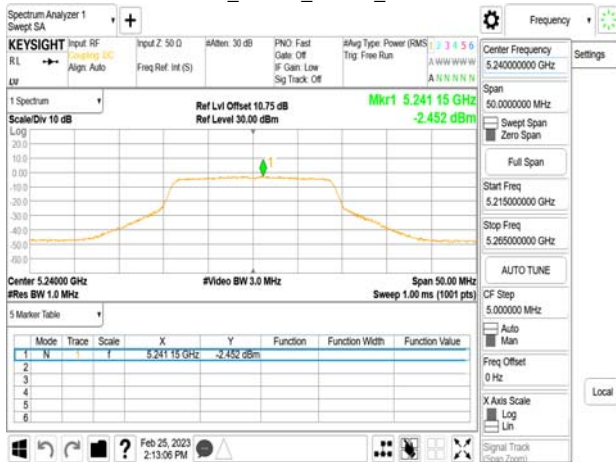 Spectrum Analyzer 1
Swept SA
+
Frequency
KEYSIGHT
RL
Input: RF
Coupling: DC
Align: Auto
Input Z: 50 Ω
Freq Ref: Int (S)
#Atten: 30 dB
PNO: Fast
Gate: Off
IF Gain: Low
Sig Track: Off
#Avg Type: Power (RMS)
Trig: Free Run
1 2 3 4 5 6
A W W W W W
A N N N N N
Center Frequency
5.240000000 GHz
Settings
1 Spectrum
Scale/Div 10 dB
Ref Lvl Offset 10.75 dB
Ref Level 30.00 dBm
Mkr1 5.241 15 GHz
-2.452 dBm
Log
20.0
10.0
0.00
-10.0
-20.0
-30.0
-40.0
-50.0
-60.0
1
Span
50.0000000 MHz
Swept Span
Zero Span
Full Span
Start Freq
5.215000000 GHz
Stop Freq
5.265000000 GHz
AUTO TUNE
Center 5.24000 GHz
#Res BW 1.0 MHz
#Video BW 3.0 MHz
Span 50.00 MHz
Sweep 1.00 ms (1001 pts)
CF Step
5.000000 MHz
Auto
Man
5 Marker Table
Mode Trace Scale X Y Function Function Width Function Value
1 N 1 f 5.241 15 GHz -2.452 dBm
2
3
4
5
6
Freq Offset
0 Hz
X Axis Scale
Log
Lin
Local
Signal Track
(Span Zoom)
?
Feb 25, 2023
2:13:06 PM